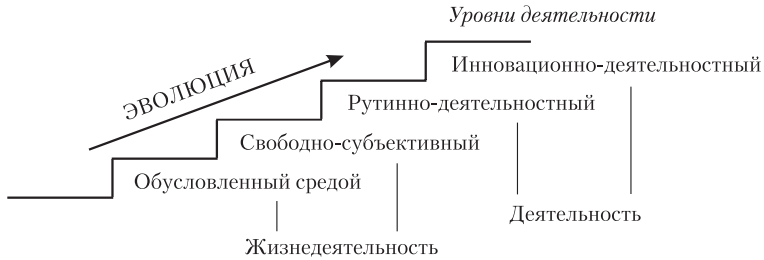 Уровни деятельности
ЭВОЛЮЦИЯ
Инновационно-деятельностный
Рутинно-деятельностный
Свободно-субъективный
Обусловленный средой
Деятельность
Жизнедеятельность